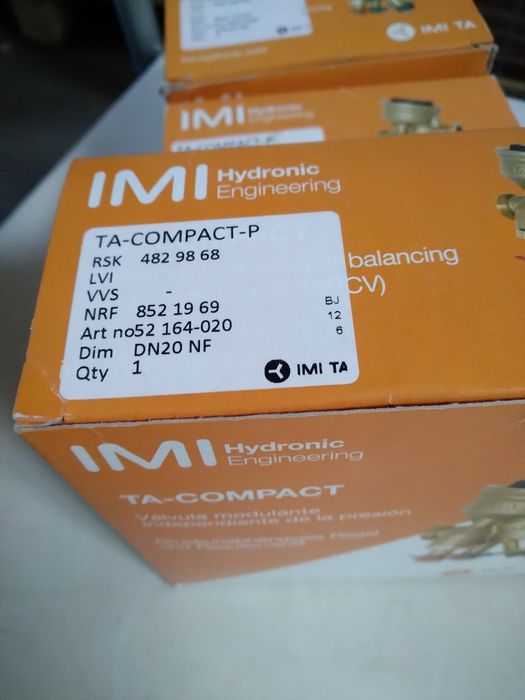 IMI TA
IMI Hydronic
Engineering
IMI Hydronic
Engineering
TA-COMPACT-P
RSK 482 98 68
LVI
VVS -
NRF 852 19 69
Art no52 164-020
Dim DN20 NF
Qty 1
BJ
12
6
IMI TA
balancing
CV)
IMI Hydronic
Engineering
TA-COMPACT
Válvula modulante
independiente de la presión